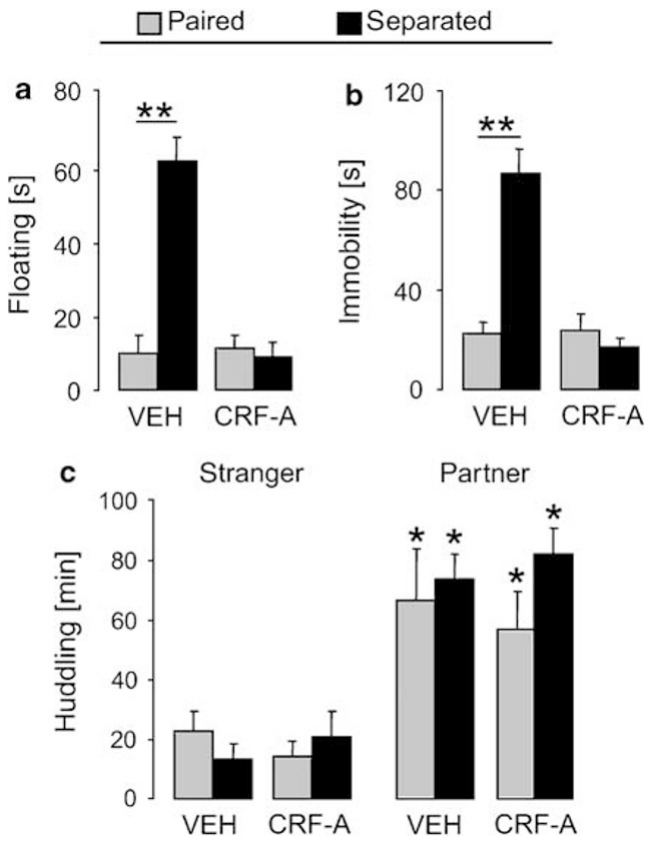 Paired Separated
a
Floating [s]
80
60
40
20
0
**
VEH CRF-A
b
Immobility [s]
120
80
40
0
**
VEH CRF-A
c
Stranger Partner
Huddling [min]
100
80
60
40
20
0
* * * *
VEH CRF-A VEH CRF-A